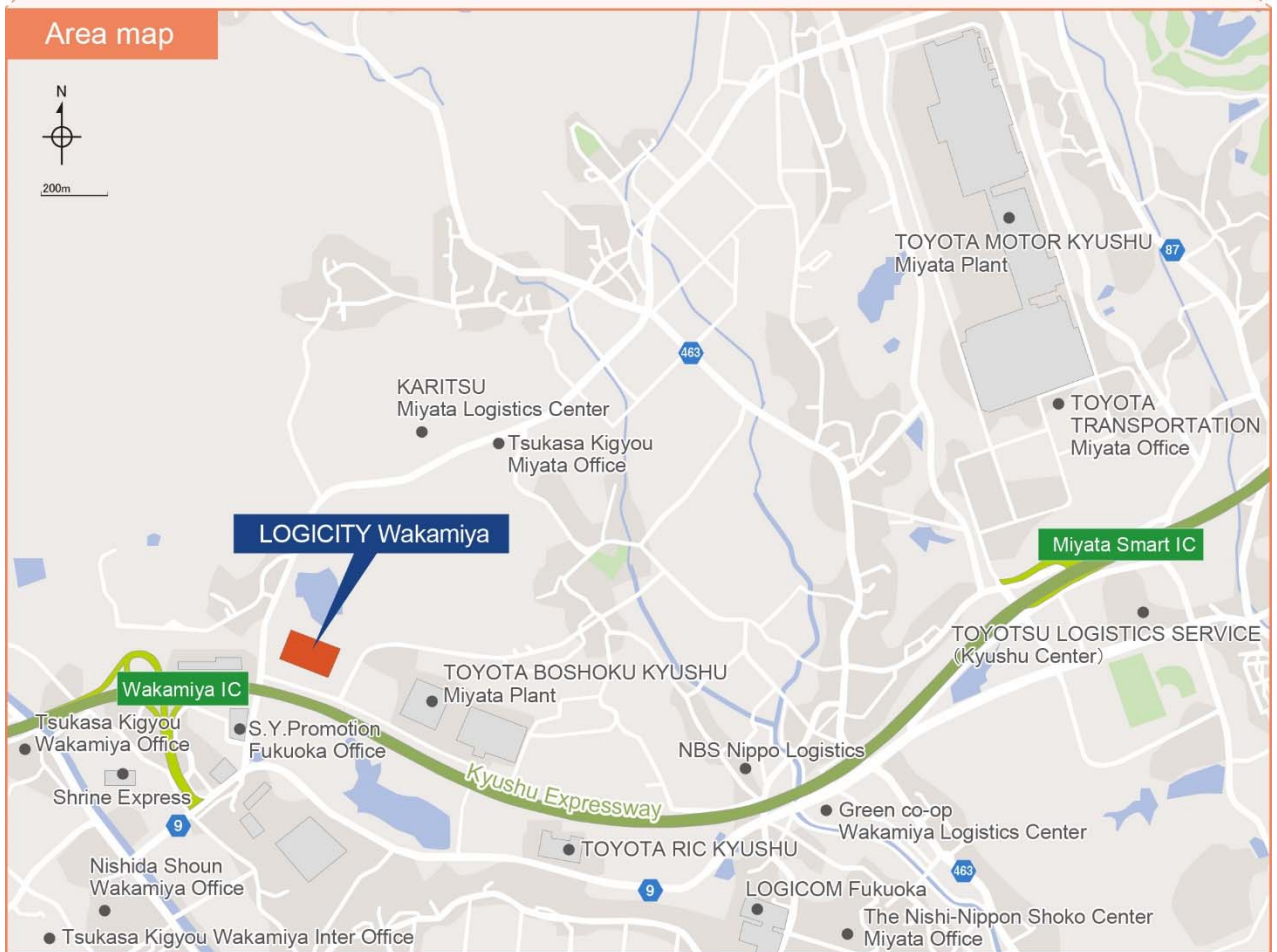 Area map
N
200m
TOYOTA MOTOR KYUSHU
Miyata Plant
87
463
KARITSU
Miyata Logistics Center
Tsukasa Kigyou
Miyata Office
TOYOTA
TRANSPORTATION
Miyata Office
LOGICITY Wakamiya
Miyata Smart IC
TOYOTSU LOGISTICS SERVICE
(Kyushu Center)
TOYOTA BOSHOKU KYUSHU
Miyata Plant
Wakamiya IC
Tsukasa Kigyou
Wakamiya Office
S.Y.Promotion
Fukuoka Office
NBS Nippo Logistics
Kyushu Expressway
Shrine Express
9
Green co-op
Wakamiya Logistics Center
TOYOTA RIC KYUSHU
Nishida Shoun
Wakamiya Office
9
463
LOGICOM Fukuoka
The Nishi-Nippon Shoko Center
Miyata Office
Tsukasa Kigyou Wakamiya Inter Office